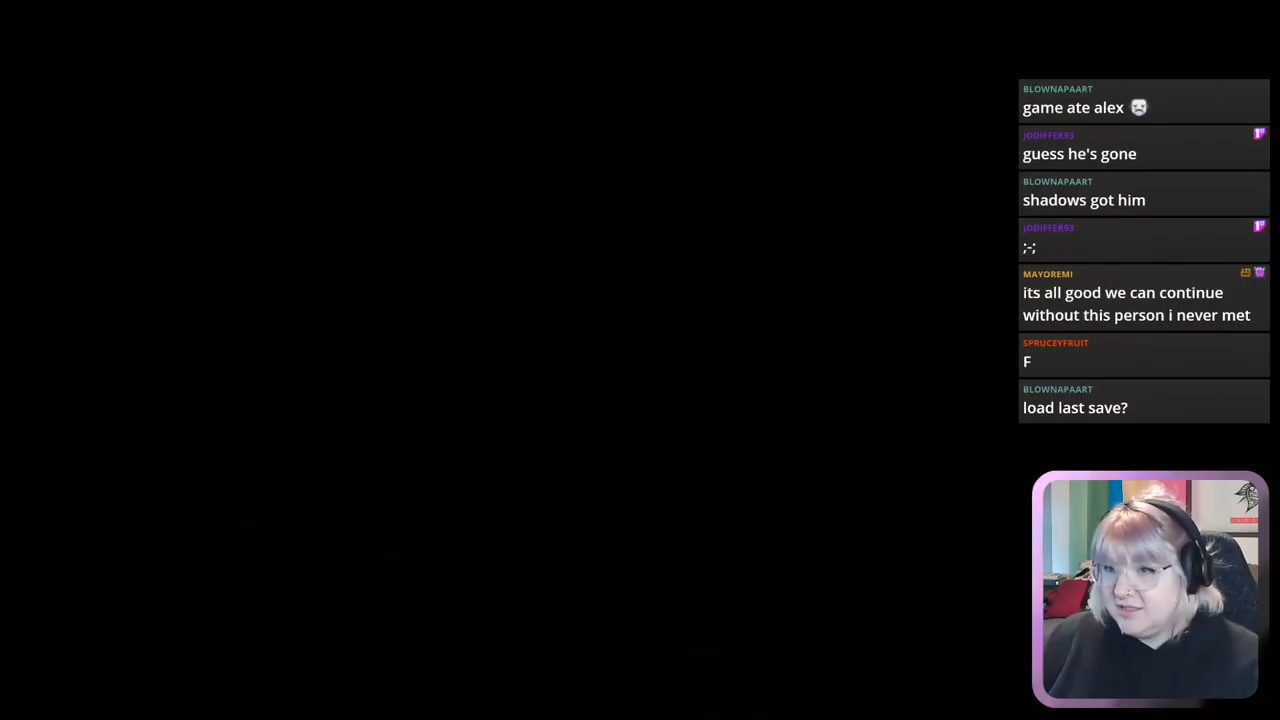 BLOWNAPAART
game ate alex
JODIFFER93
guess he's gone
BLOWNAPAART
shadows got him
JODIFFER93
;-;
MAYOREMI
its all good we can continue
without this person i never met
SPRUCEYFRUIT
F
BLOWNAPAART
load last save?